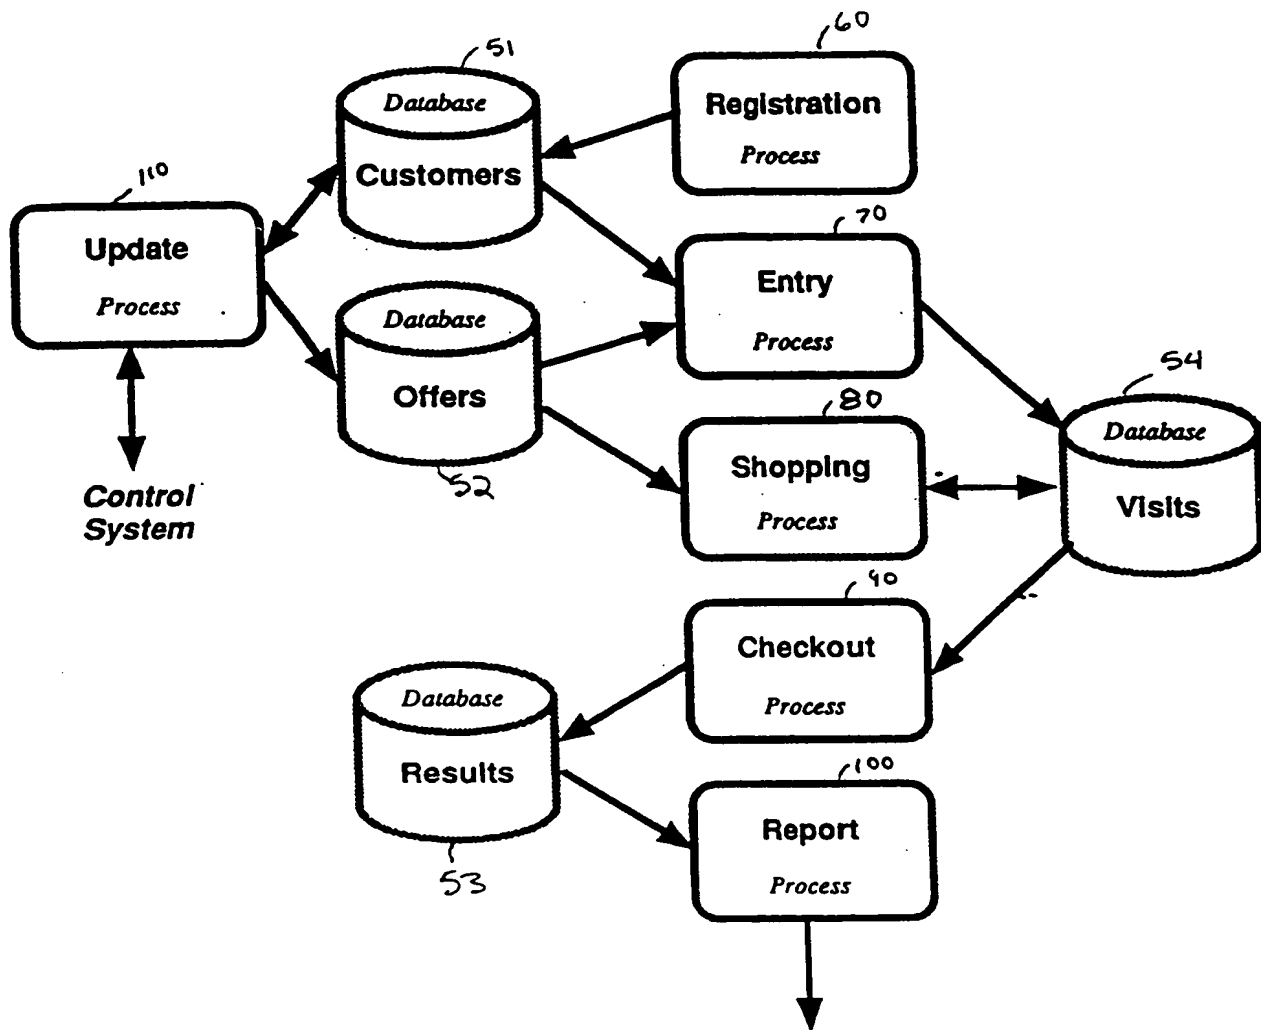 60
51
Database
Customers
Registration
Process
110
Update
Process
70
Entry
Process
Database
Offers
52
54
Database
Visits
80
Shopping
Process
Control
System
90
Checkout
Process
Database
Results
53
100
Report
Process